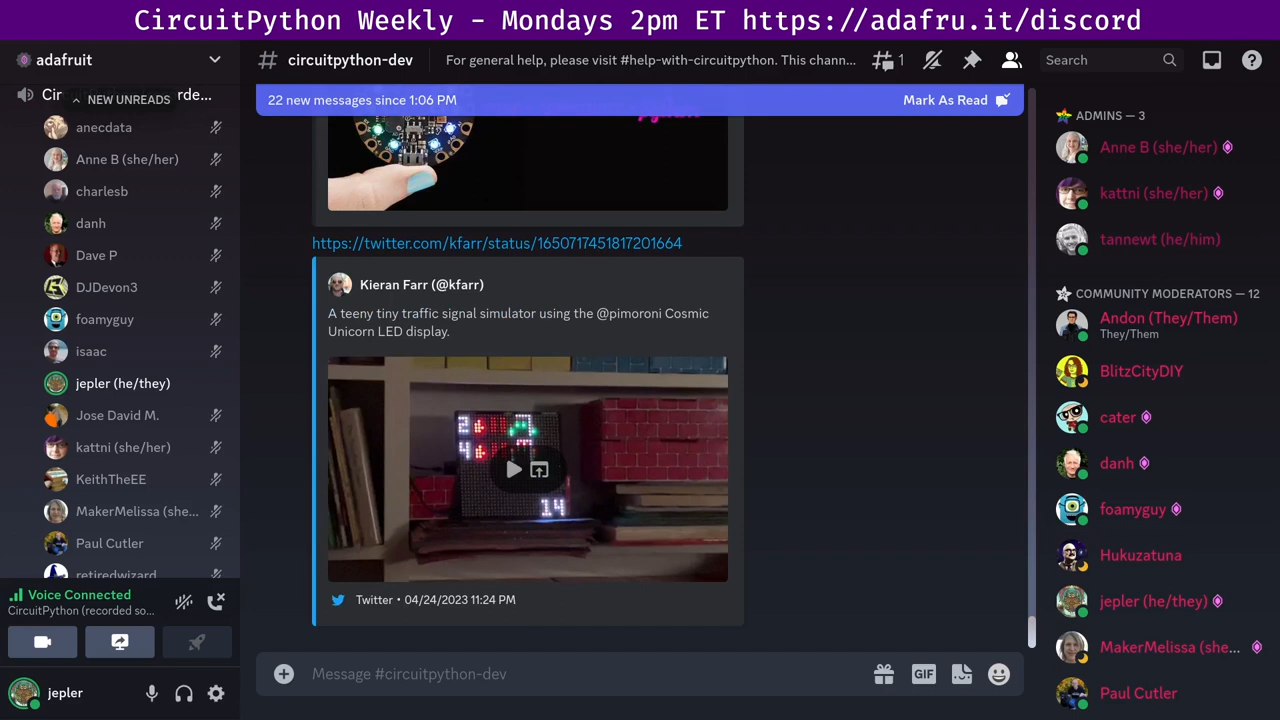 CircuitPython Weekly - Mondays 2pm ET https://adafru.it/discord
adafruit
Cir rde...
NEW UNREADS
anecdata
Anne B (she/her)
charlesb
danh
Dave P
DJDevon3
foamyguy
isaac
jepler (he/they)
Jose David M.
kattni (she/her)
KeithTheEE
MakerMelissa (she...
Paul Cutler
retiredwizard
Voice Connected
CircuitPython (recorded so...
jepler
circuitpython-dev
For general help, please visit #help-with-circuitpython. This chann...
1
Search
22 new messages since 1:06 PM
Mark As Read
https://twitter.com/kfarr/status/1650717451817201664
Kieran Farr (@kfarr)
A teeny tiny traffic signal simulator using the @pimoroni Cosmic
Unicorn LED display.
2
4
14
Twitter • 04/24/2023 11:24 PM
Message #circuitpython-dev
GIF
ADMINS — 3
Anne B (she/her)
kattni (she/her)
tannewt (he/him)
COMMUNITY MODERATORS — 12
Andon (They/Them)
They/Them
BlitzCityDIY
cater
danh
foamyguy
Hukuzatuna
jepler (he/they)
MakerMelissa (she...
Paul Cutler